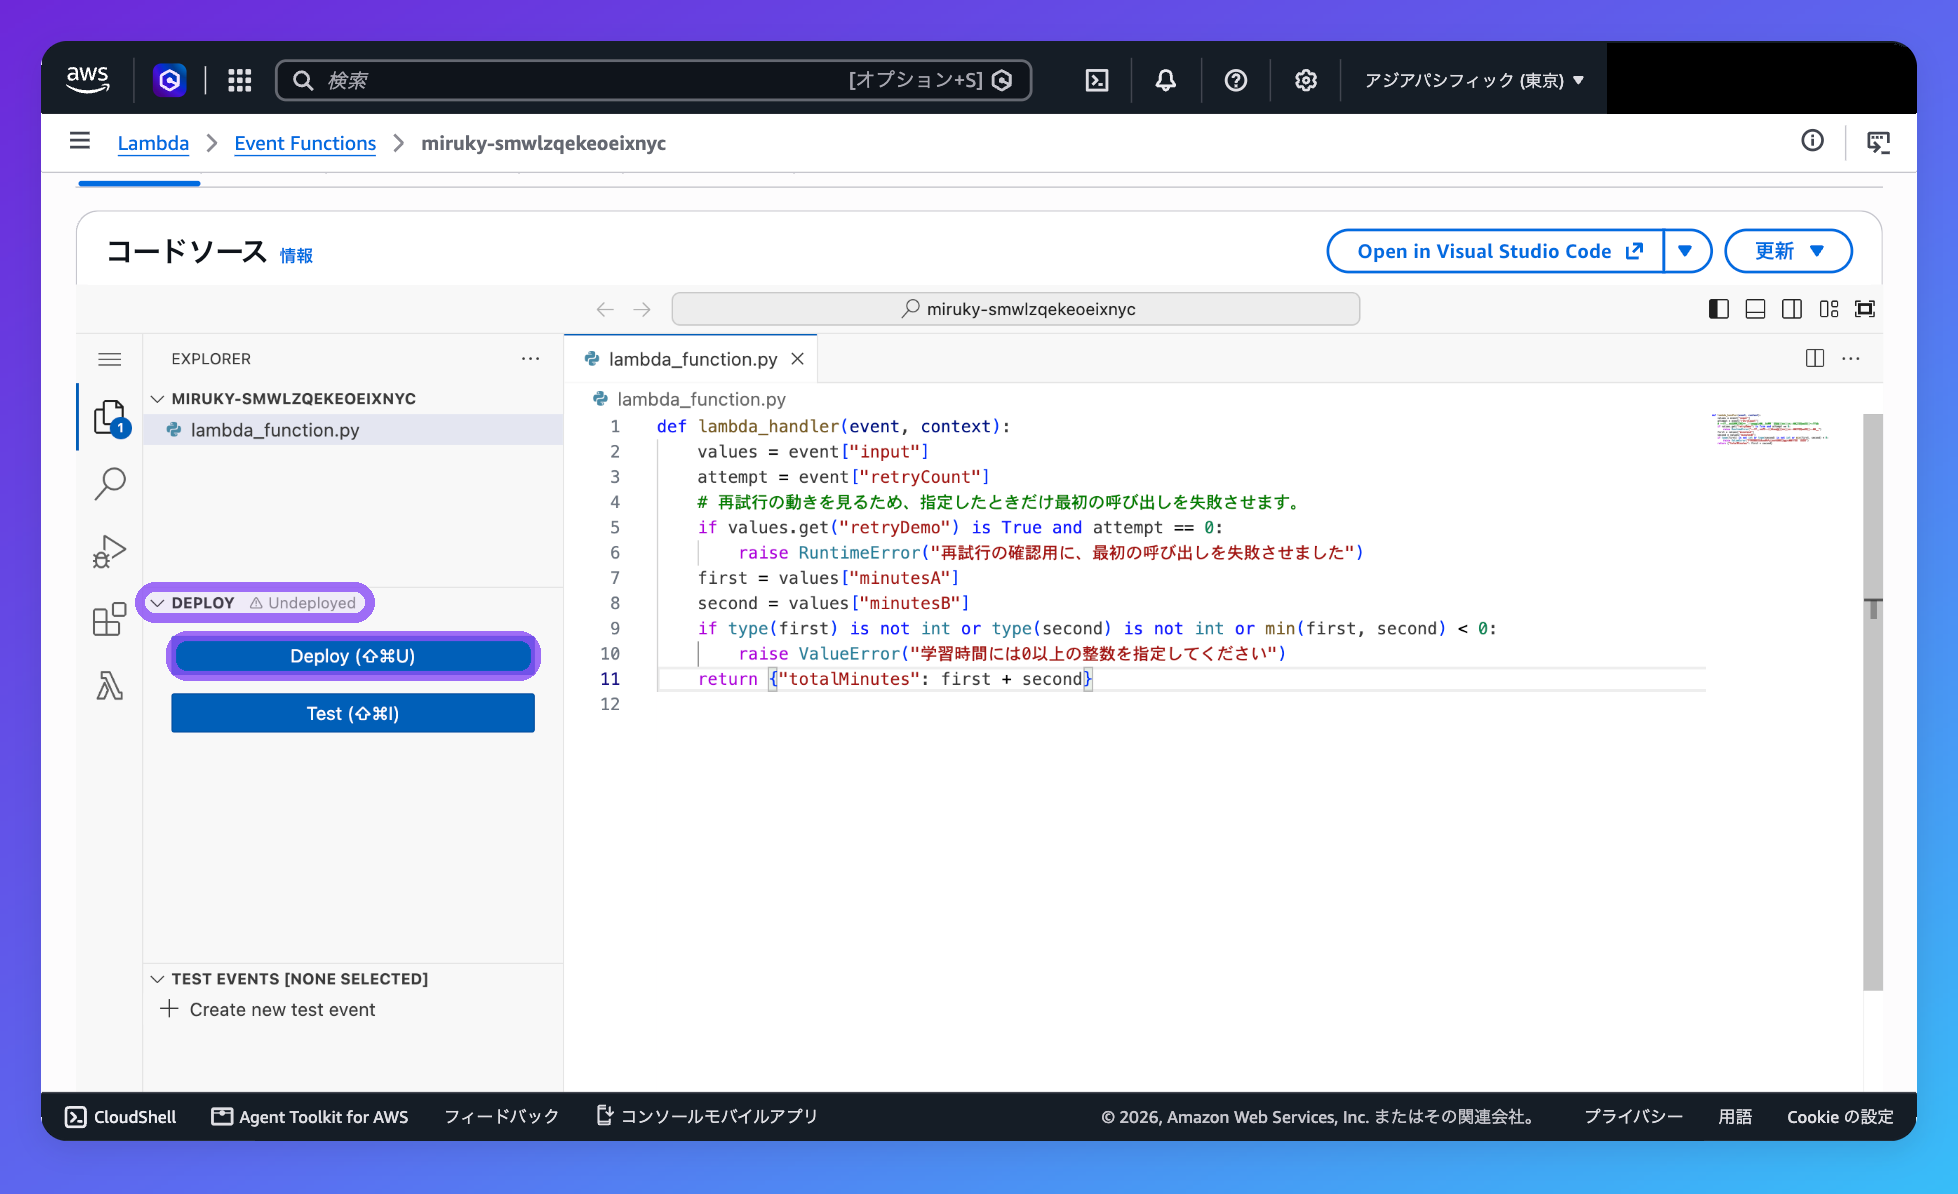 aws
検索
[オプション+S]
アジアパシフィック (東京) ▼
Lambda > Event Functions > miruky-smwlzqekeoeixnyc
コードソース 情報
Open in Visual Studio Code
更新 ▼
miruky-smwlzqekeoeixnyc
EXPLORER
MIRUKY-SMWLZQEKEOEIXNYC
1
lambda_function.py
DEPLOY Undeployed
Deploy (⇧⌘U)
Test (⇧⌘I)
TEST EVENTS [NONE SELECTED]
+ Create new test event
lambda_function.py ×
lambda_function.py
1 def lambda_handler(event, context):
2 values = event["input"]
3 attempt = event["retryCount"]
4 # 再試行の動きを見るため、指定したときだけ最初の呼び出しを失敗させます。
5 if values.get("retryDemo") is True and attempt == 0:
6 raise RuntimeError("再試行の確認用に、最初の呼び出しを失敗させました")
7 first = values["minutesA"]
8 second = values["minutesB"]
9 if type(first) is not int or type(second) is not int or min(first, second) < 0:
10 raise ValueError("学習時間には0以上の整数を指定してください")
11 return {"totalMinutes": first + second}
12
CloudShell
Agent Toolkit for AWS
フィードバック
コンソールモバイルアプリ
© 2026, Amazon Web Services, Inc. またはその関連会社。
プライバシー
用語
Cookie の設定